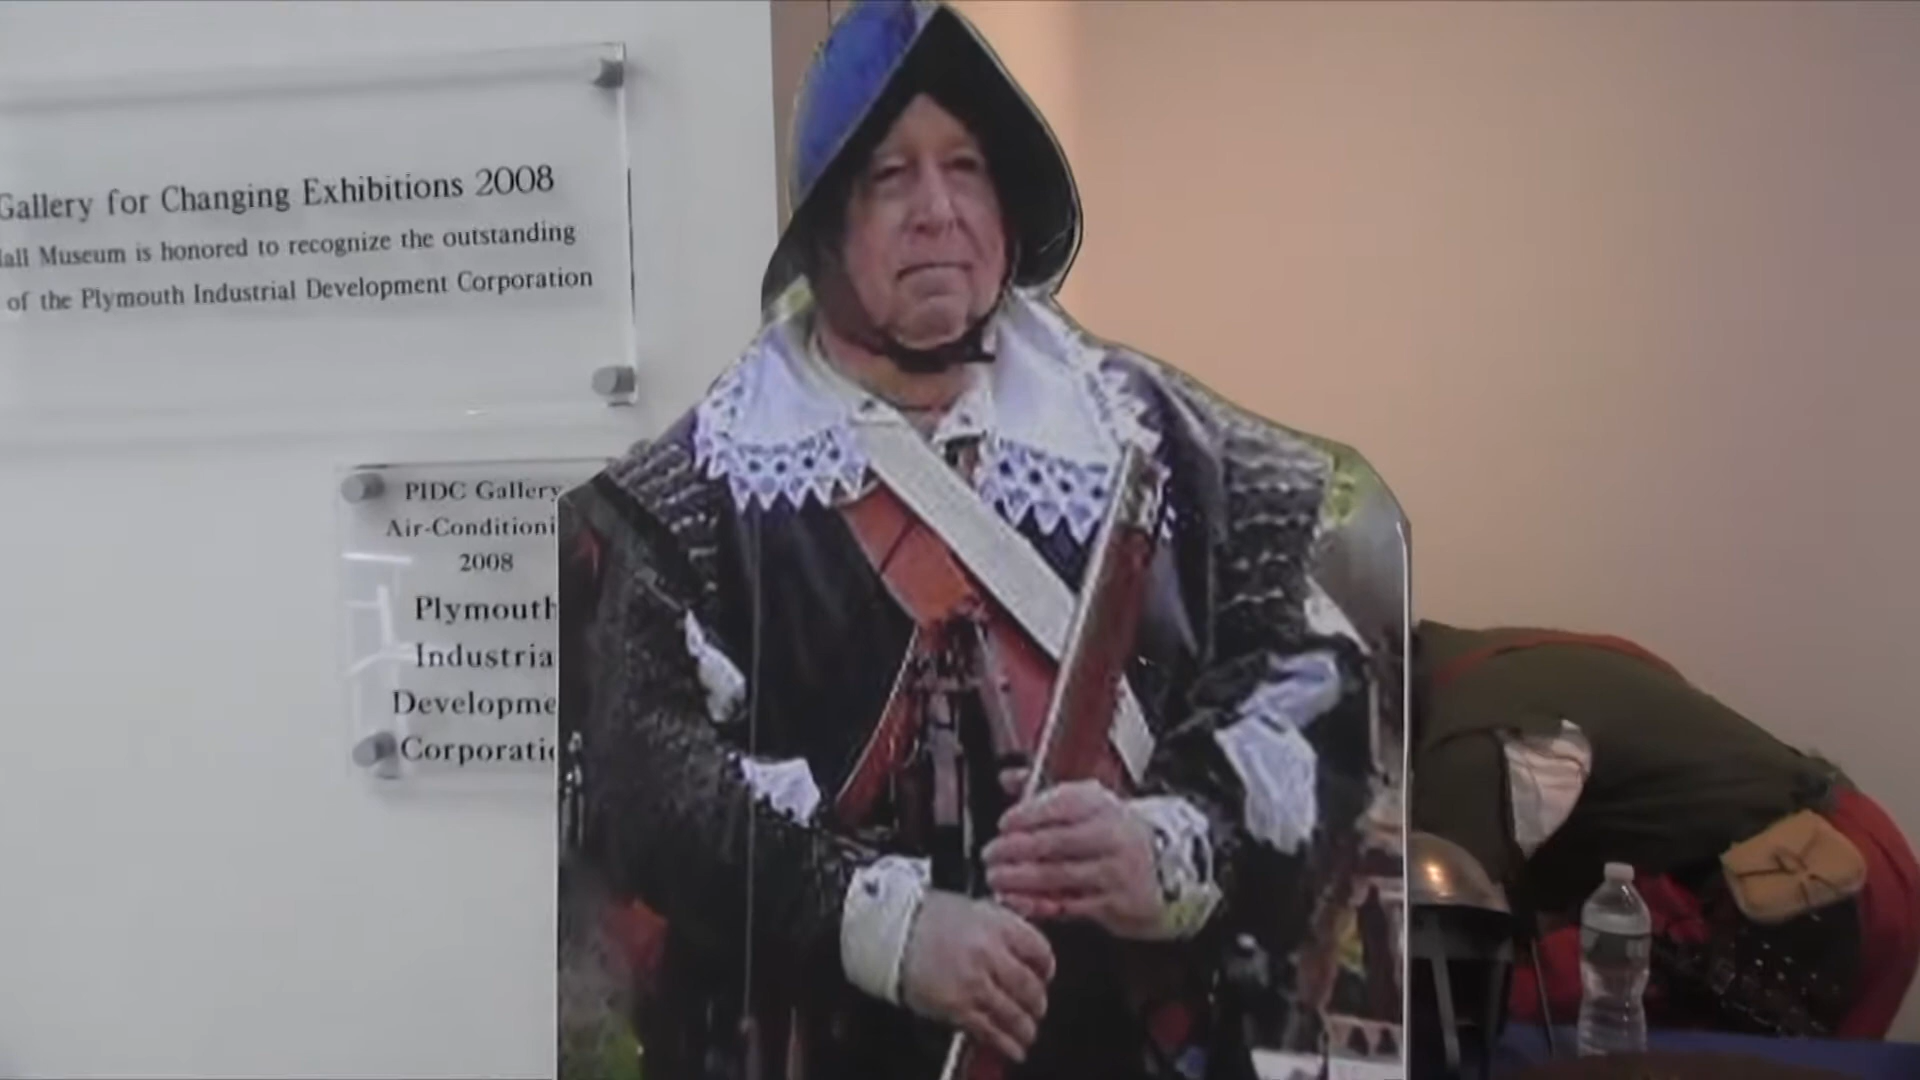 Gallery for Changing Exhibitions 2008
Hall Museum is honored to recognize the outstanding
of the Plymouth Industrial Development Corporation
PIDC Gallery
Air-Conditioni
2008
Plymouth
Industria
Developme
Corporatio